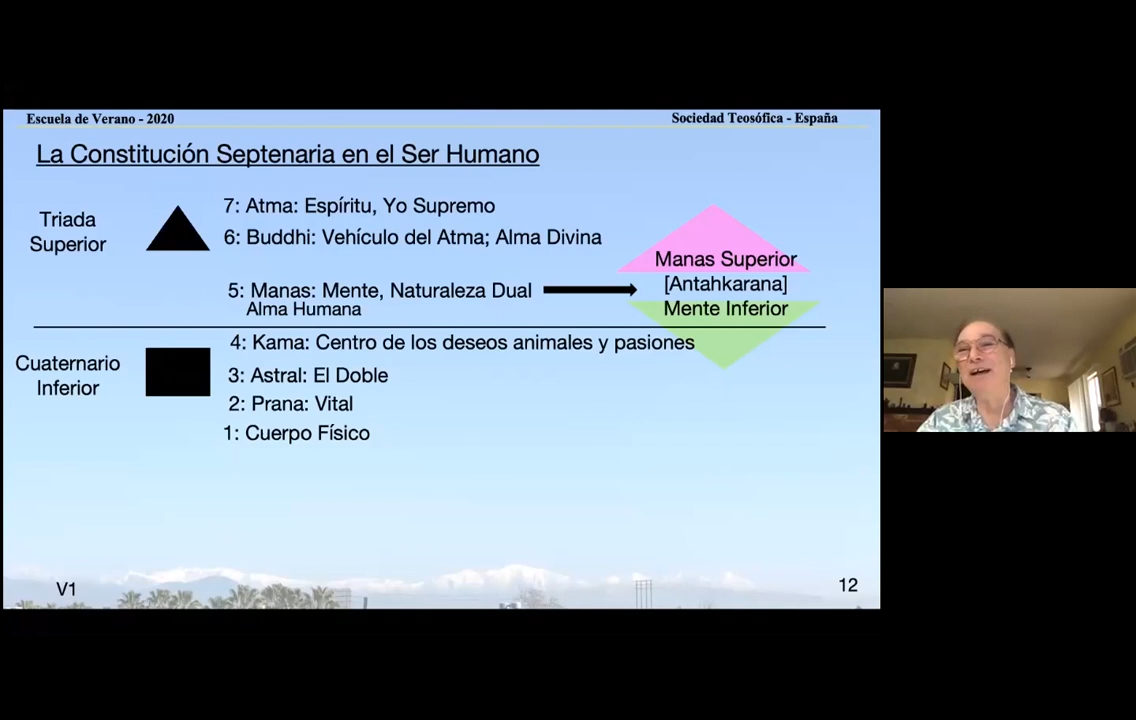 Escuela de Verano - 2020
Sociedad Teosófica - España
La Constitución Septenaria en el Ser Humano
Triada
Superior
7: Atma: Espíritu, Yo Supremo
6: Buddhi: Vehículo del Atma; Alma Divina
5: Manas: Mente, Naturaleza Dual
Alma Humana
Manas Superior
[Antahkarana]
Mente Inferior
Cuaternario
Inferior
4: Kama: Centro de los deseos animales y pasiones
3: Astral: El Doble
2: Prana: Vital
1: Cuerpo Físico
V1
12